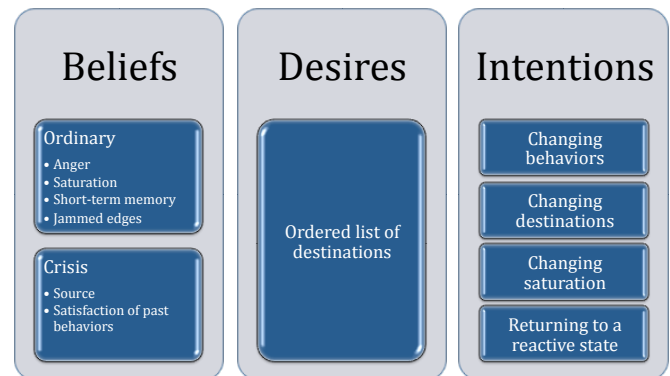 Beliefs
Ordinary
• Anger
• Saturation
• Short-term memory
• Jammed edges
Crisis
• Source
• Satisfaction of past
behaviors
Desires
Ordered list of
destinations
Intentions
Changing
behaviors
Changing
destinations
Changing
saturation
Returning to a
reactive state